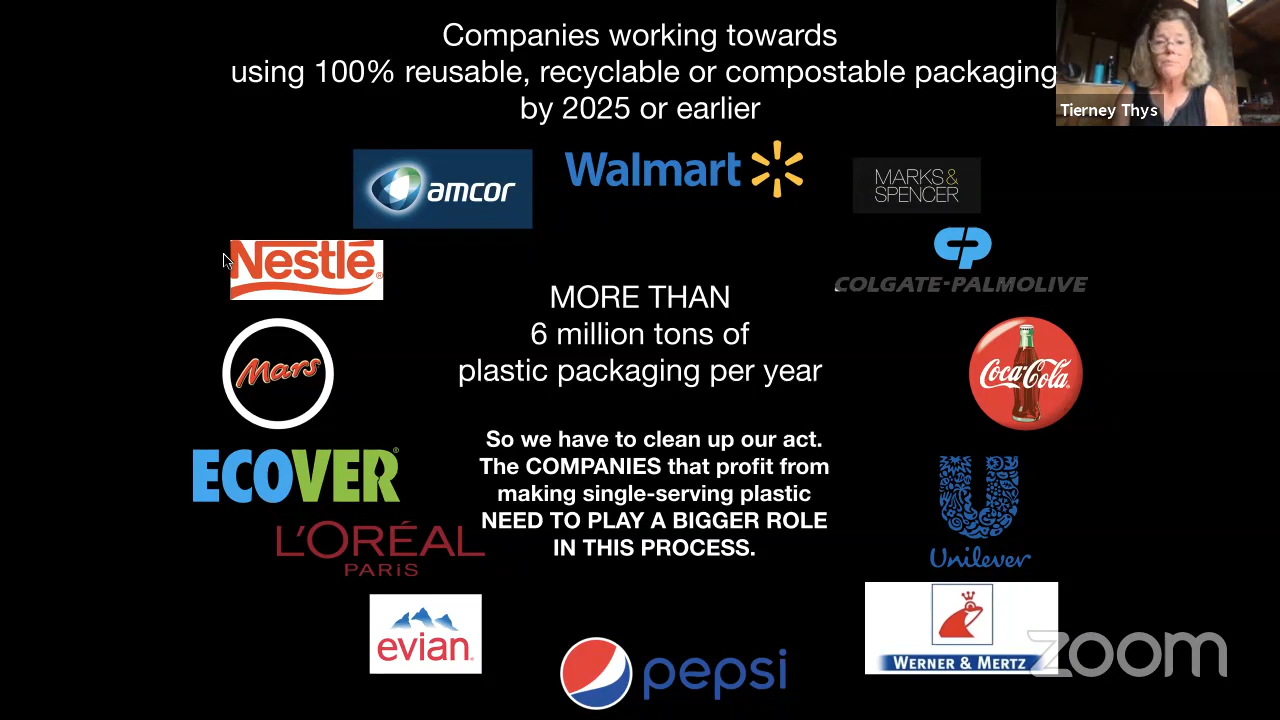 Companies working towards
using 100% reusable, recyclable or compostable packaging
by 2025 or earlier
Tierney Thys
amcor
Walmart
MARKS &
SPENCER
Nestlé®
CP
COLGATE-PALMOLIVE
MORE THAN
6 million tons of
plastic packaging per year
Mars
Coca-Cola®
ECOVER®
So we have to clean up our act.
The COMPANIES that profit from
making single-serving plastic
NEED TO PLAY A BIGGER ROLE
IN THIS PROCESS.
L'ORÉAL
PARiS
U
Unilever
evian.
pepsi
WERNER & MERTZ
zoom